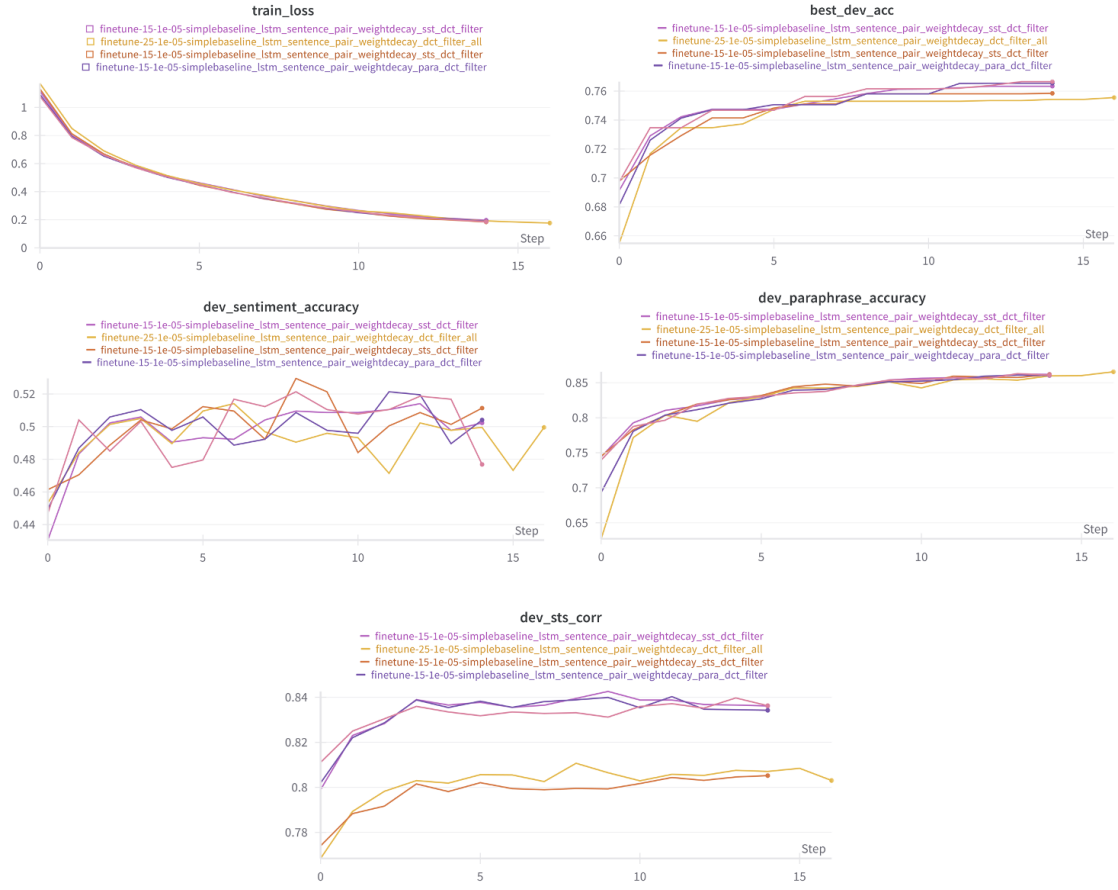 train_loss
finetune-15-1e-05-simplebaseline_lstm_sentence_pair_weightdecay_sst_dct_filter
finetune-25-1e-05-simplebaseline_lstm_sentence_pair_weightdecay_dct_filter_all
finetune-15-1e-05-simplebaseline_lstm_sentence_pair_weightdecay_sts_dct_filter
finetune-15-1e-05-simplebaseline_lstm_sentence_pair_weightdecay_para_dct_filter
1
0.8
0.6
0.4
0.2
0
Step
0
5
10
15
best_dev_acc
finetune-15-1e-05-simplebaseline_lstm_sentence_pair_weightdecay_sst_dct_filter
finetune-25-1e-05-simplebaseline_lstm_sentence_pair_weightdecay_dct_filter_all
finetune-15-1e-05-simplebaseline_lstm_sentence_pair_weightdecay_sts_dct_filter
finetune-15-1e-05-simplebaseline_lstm_sentence_pair_weightdecay_para_dct_filter
0.76
0.74
0.72
0.7
0.68
0.66
Step
0
5
10
15
dev_sentiment_accuracy
finetune-15-1e-05-simplebaseline_lstm_sentence_pair_weightdecay_sst_dct_filter
finetune-25-1e-05-simplebaseline_lstm_sentence_pair_weightdecay_dct_filter_all
finetune-15-1e-05-simplebaseline_lstm_sentence_pair_weightdecay_sts_dct_filter
finetune-15-1e-05-simplebaseline_lstm_sentence_pair_weightdecay_para_dct_filter
0.52
0.5
0.48
0.46
0.44
Step
0
5
10
15
dev_paraphrase_accuracy
finetune-15-1e-05-simplebaseline_lstm_sentence_pair_weightdecay_sst_dct_filter
finetune-25-1e-05-simplebaseline_lstm_sentence_pair_weightdecay_dct_filter_all
finetune-15-1e-05-simplebaseline_lstm_sentence_pair_weightdecay_sts_dct_filter
finetune-15-1e-05-simplebaseline_lstm_sentence_pair_weightdecay_para_dct_filter
0.85
0.8
0.75
0.7
0.65
Step
0
5
10
15
dev_sts_corr
finetune-15-1e-05-simplebaseline_lstm_sentence_pair_weightdecay_sst_dct_filter
finetune-25-1e-05-simplebaseline_lstm_sentence_pair_weightdecay_dct_filter_all
finetune-15-1e-05-simplebaseline_lstm_sentence_pair_weightdecay_sts_dct_filter
finetune-15-1e-05-simplebaseline_lstm_sentence_pair_weightdecay_para_dct_filter
0.84
0.82
0.8
0.78
Step
0
5
10
15